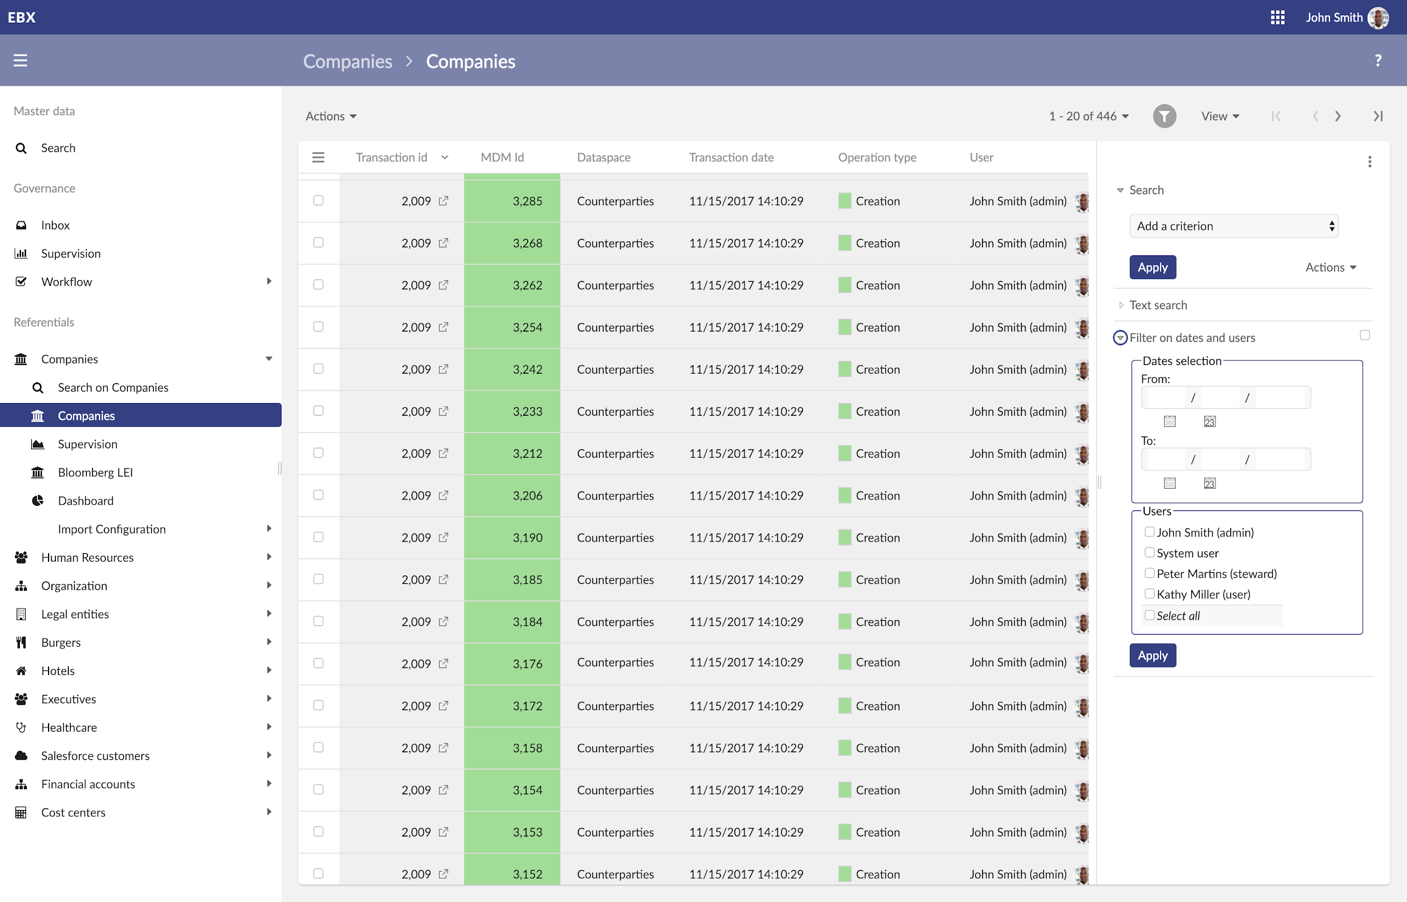 EBX
John Smith
Companies > Companies
?
Master data
Search
Governance
Inbox
Supervision
Workflow
Referentials
Companies
Search on Companies
Companies
Supervision
Bloomberg LEI
Dashboard
Import Configuration
Human Resources
Organization
Legal entities
Burgers
Hotels
Executives
Healthcare
Salesforce customers
Financial accounts
Cost centers
Actions
1 - 20 of 446
View
Transaction id MDM Id Dataspace Transaction date Operation type User
2,009 3,285 Counterparties 11/15/2017 14:10:29 Creation John Smith (admin)
2,009 3,268 Counterparties 11/15/2017 14:10:29 Creation John Smith (admin)
2,009 3,262 Counterparties 11/15/2017 14:10:29 Creation John Smith (admin)
2,009 3,254 Counterparties 11/15/2017 14:10:29 Creation John Smith (admin)
2,009 3,242 Counterparties 11/15/2017 14:10:29 Creation John Smith (admin)
2,009 3,233 Counterparties 11/15/2017 14:10:29 Creation John Smith (admin)
2,009 3,212 Counterparties 11/15/2017 14:10:29 Creation John Smith (admin)
2,009 3,206 Counterparties 11/15/2017 14:10:29 Creation John Smith (admin)
2,009 3,190 Counterparties 11/15/2017 14:10:29 Creation John Smith (admin)
2,009 3,185 Counterparties 11/15/2017 14:10:29 Creation John Smith (admin)
2,009 3,184 Counterparties 11/15/2017 14:10:29 Creation John Smith (admin)
2,009 3,176 Counterparties 11/15/2017 14:10:29 Creation John Smith (admin)
2,009 3,172 Counterparties 11/15/2017 14:10:29 Creation John Smith (admin)
2,009 3,158 Counterparties 11/15/2017 14:10:29 Creation John Smith (admin)
2,009 3,154 Counterparties 11/15/2017 14:10:29 Creation John Smith (admin)
2,009 3,153 Counterparties 11/15/2017 14:10:29 Creation John Smith (admin)
2,009 3,152 Counterparties 11/15/2017 14:10:29 Creation John Smith (admin)
Search
Add a criterion
Apply
Actions
Text search
Filter on dates and users
Dates selection
From:
/ /
23
To:
/ /
23
Users
John Smith (admin)
System user
Peter Martins (steward)
Kathy Miller (user)
Select all
Apply